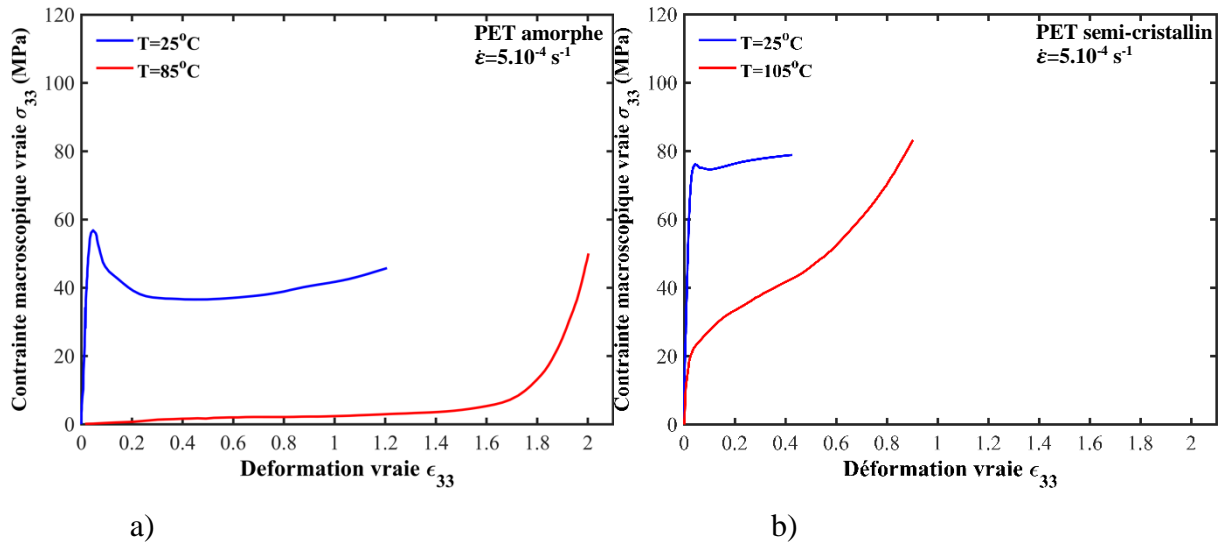 Contrainte macroscopique vraie σ33 (MPa)
120
100
80
60
40
20
0
T=25°C
T=85°C
PET amorphe
ε̇=5.10-4 s-1
0
0.2
0.4
0.6
0.8
1
1.2
1.4
1.6
1.8
2
Deformation vraie ϵ33
a)
Contrainte macroscopique vraie σ33 (MPa)
120
100
80
60
40
20
0
T=25°C
T=105°C
PET semi-cristallin
ε̇=5.10-4 s-1
0
0.2
0.4
0.6
0.8
1
1.2
1.4
1.6
1.8
2
Déformation vraie ϵ33
b)